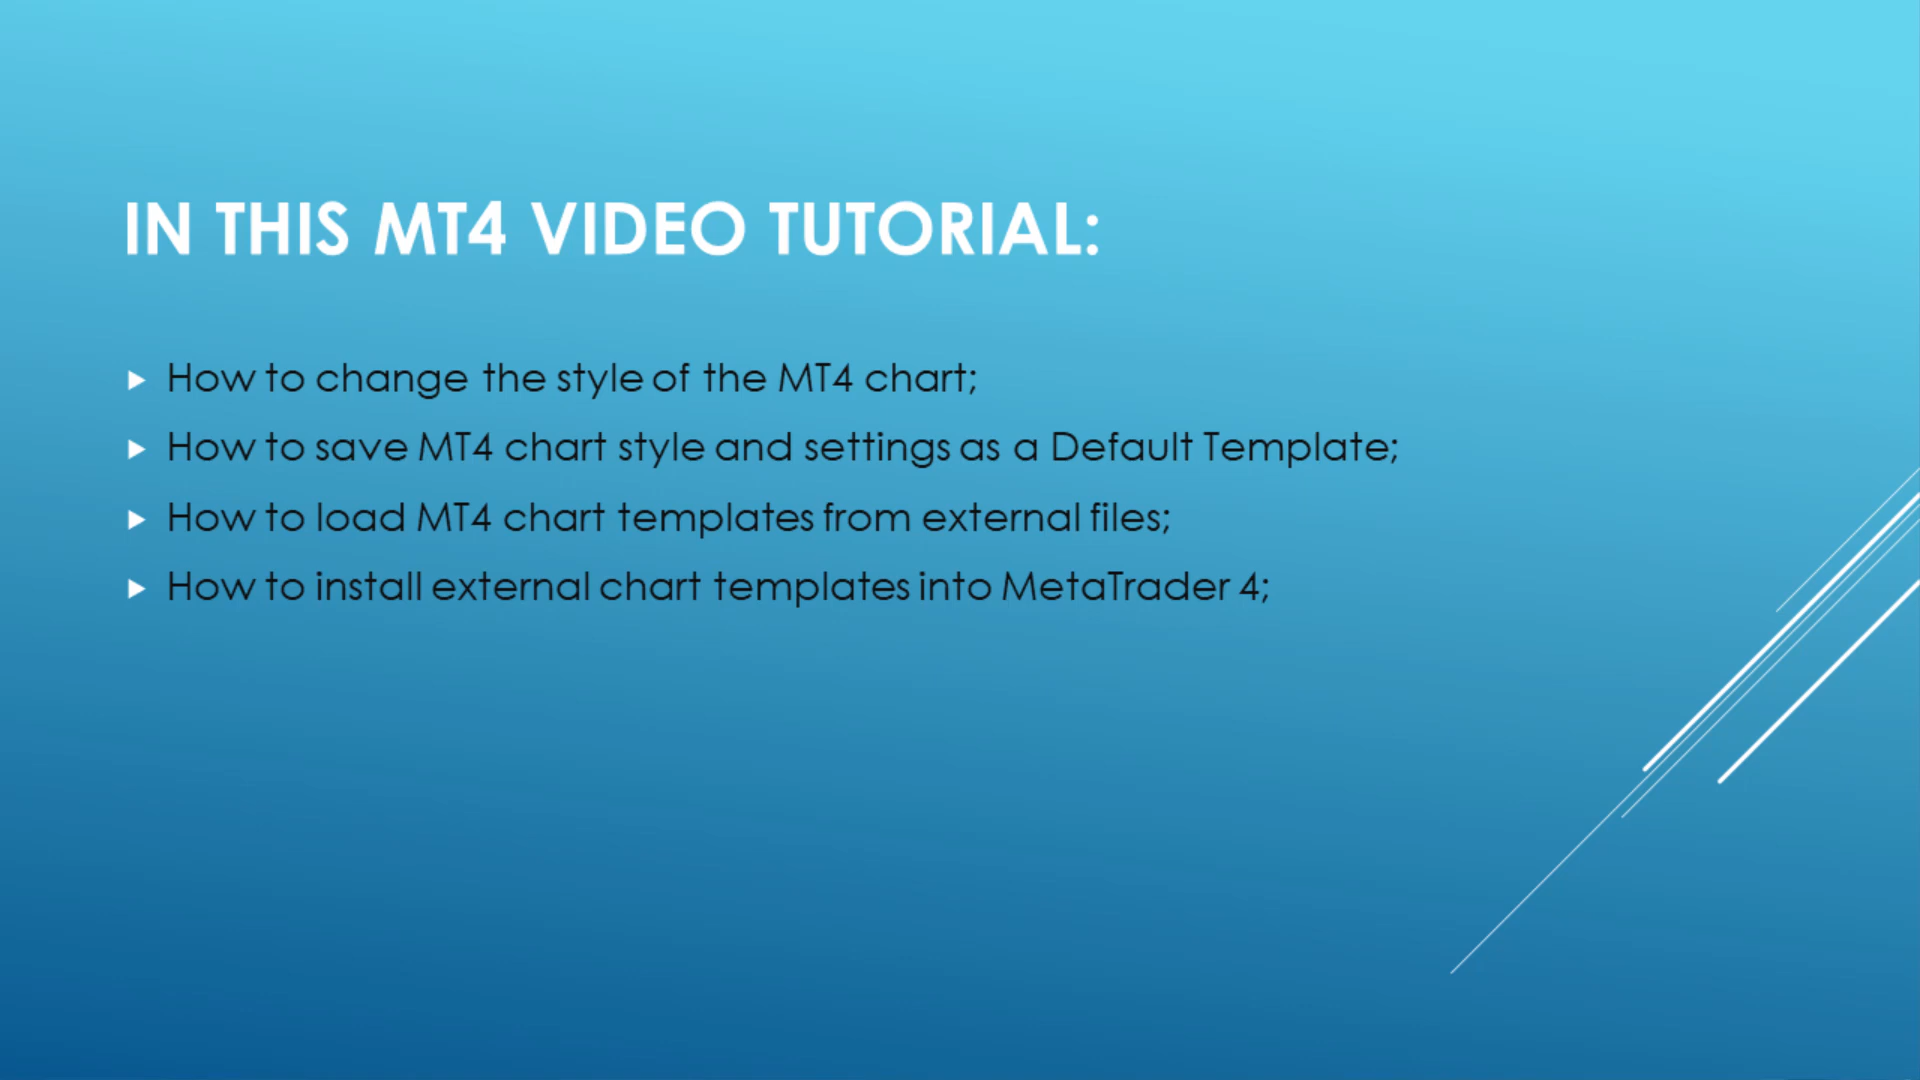 IN THIS MT4 VIDEO TUTORIAL:
How to change the style of the MT4 chart;
How to save MT4 chart style and settings as a Default Template;
How to load MT4 chart templates from external files;
How to install external chart templates into MetaTrader 4;